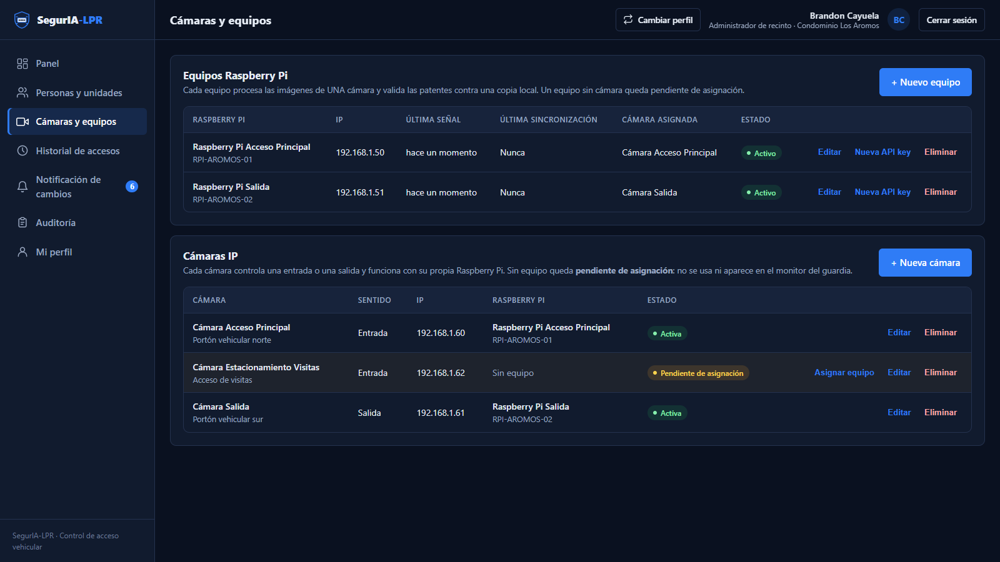 SegurIA-LPR
Cámaras y equipos
Cambiar perfil
Brandon Cayuela
Administrador de recinto · Condominio Los Aromos
BC
Cerrar sesión
Panel
Personas y unidades
Cámaras y equipos
Historial de accesos
Notificación de
cambios
6
Auditoría
Mi perfil
SegurIA-LPR · Control de acceso
vehicular
Equipos Raspberry Pi
Cada equipo procesa las imágenes de UNA cámara y valida las patentes contra una copia local. Un equipo sin cámara queda pendiente de asignación.
+ Nuevo equipo
RASPBERRY PI IP ÚLTIMA SEÑAL ÚLTIMA SINCRONIZACIÓN CÁMARA ASIGNADA ESTADO
Raspberry Pi Acceso Principal
RPI-AROMOS-01
192.168.1.50 hace un momento Nunca Cámara Acceso Principal Activo Editar Nueva API key Eliminar
Raspberry Pi Salida
RPI-AROMOS-02
192.168.1.51 hace un momento Nunca Cámara Salida Activo Editar Nueva API key Eliminar
Cámaras IP
Cada cámara controla una entrada o una salida y funciona con su propia Raspberry Pi. Sin equipo queda pendiente de asignación: no se usa ni aparece en el monitor del guardia.
+ Nueva cámara
CÁMARA SENTIDO IP RASPBERRY PI ESTADO
Cámara Acceso Principal
Portón vehicular norte
Entrada 192.168.1.60
Raspberry Pi Acceso Principal
RPI-AROMOS-01
Activa Editar Eliminar
Cámara Estacionamiento Visitas
Acceso de visitas
Entrada 192.168.1.62 Sin equipo Pendiente de asignación Asignar equipo Editar Eliminar
Cámara Salida
Portón vehicular sur
Salida 192.168.1.61
Raspberry Pi Salida
RPI-AROMOS-02
Activa Editar Eliminar